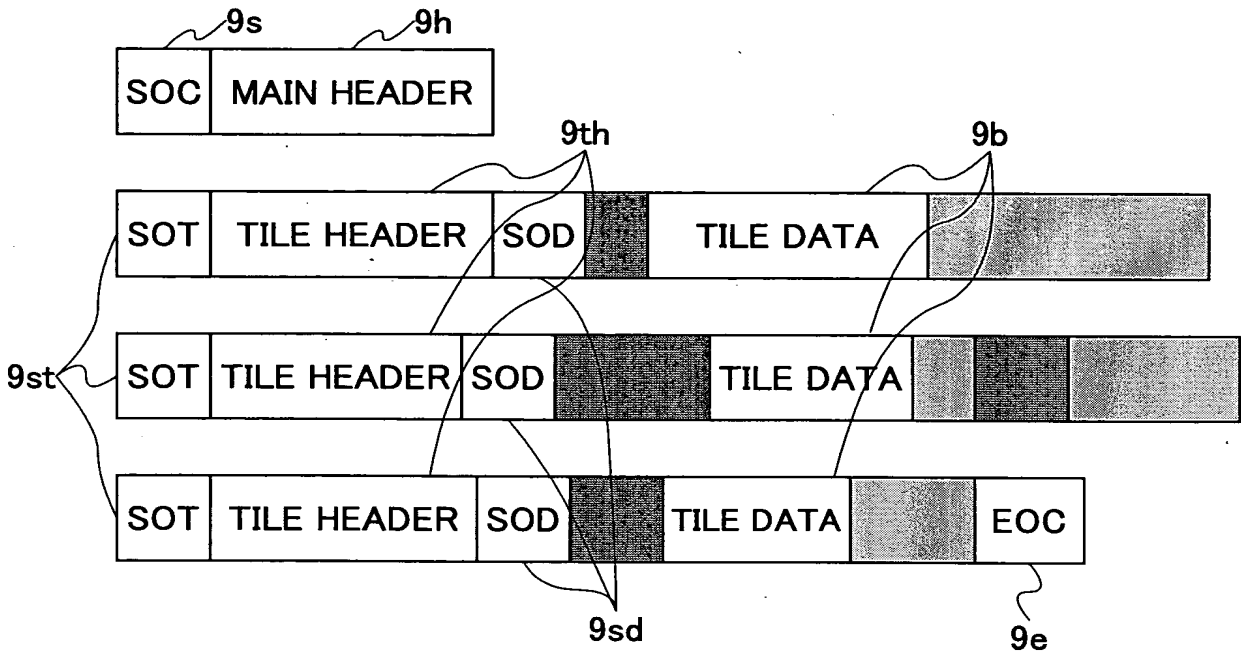 9s 9h
SOC MAIN HEADER
9th 9b
SOT TILE HEADER SOD TILE DATA
9st SOT TILE HEADER SOD TILE DATA
SOT TILE HEADER SOD TILE DATA EOC
9sd 9e